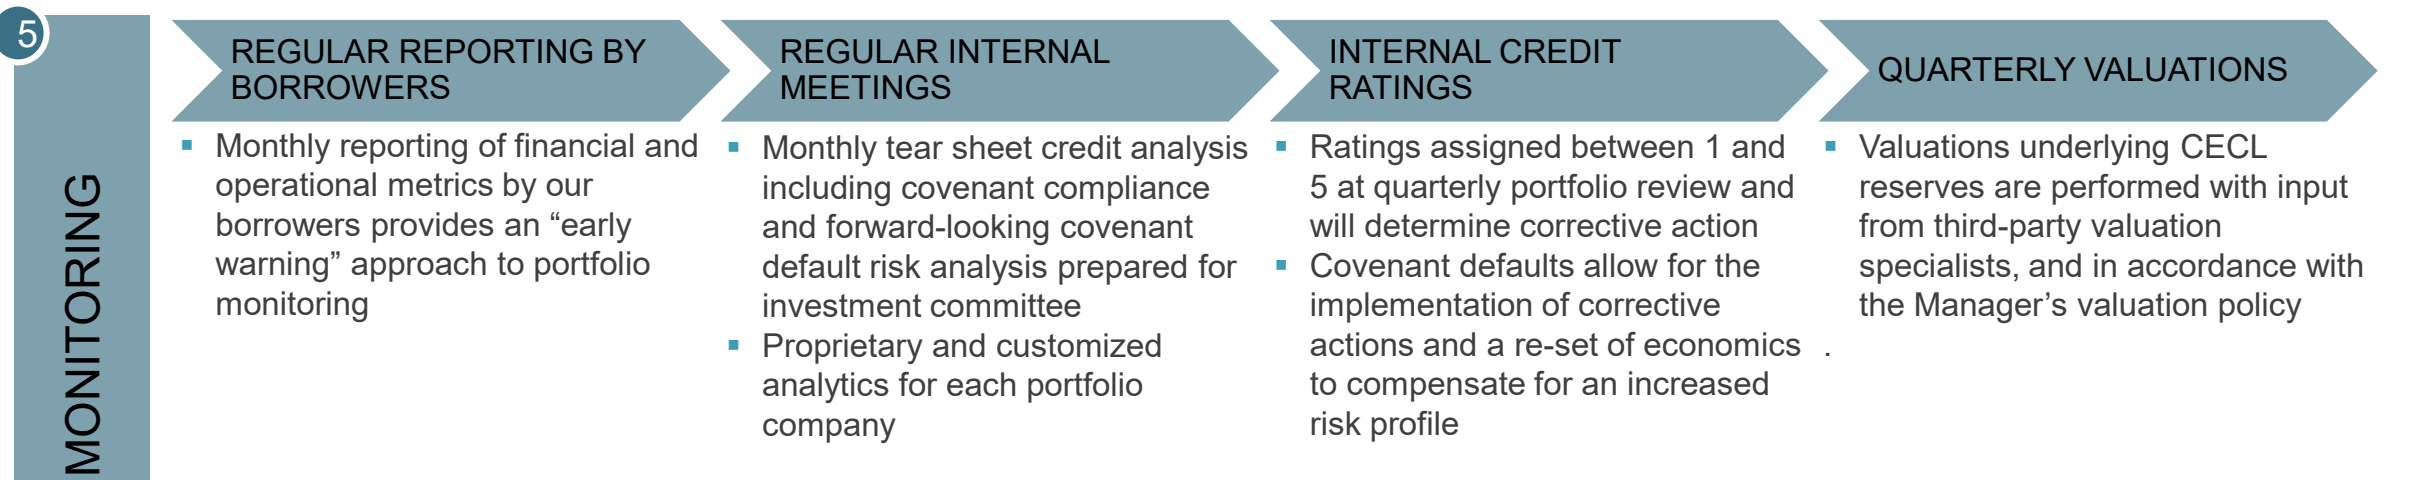 5
MONITORING
REGULAR REPORTING BY
BORROWERS
▪ Monthly reporting of financial and
operational metrics by our
borrowers provides an “early
warning” approach to portfolio
monitoring
REGULAR INTERNAL
MEETINGS
▪ Monthly tear sheet credit analysis
including covenant compliance
and forward-looking covenant
default risk analysis prepared for
investment committee
▪ Proprietary and customized
analytics for each portfolio
company
INTERNAL CREDIT
RATINGS
▪ Ratings assigned between 1 and
5 at quarterly portfolio review and
will determine corrective action
▪ Covenant defaults allow for the
implementation of corrective
actions and a re-set of economics
to compensate for an increased
risk profile
QUARTERLY VALUATIONS
▪ Valuations underlying CECL
reserves are performed with input
from third-party valuation
specialists, and in accordance with
the Manager’s valuation policy
.